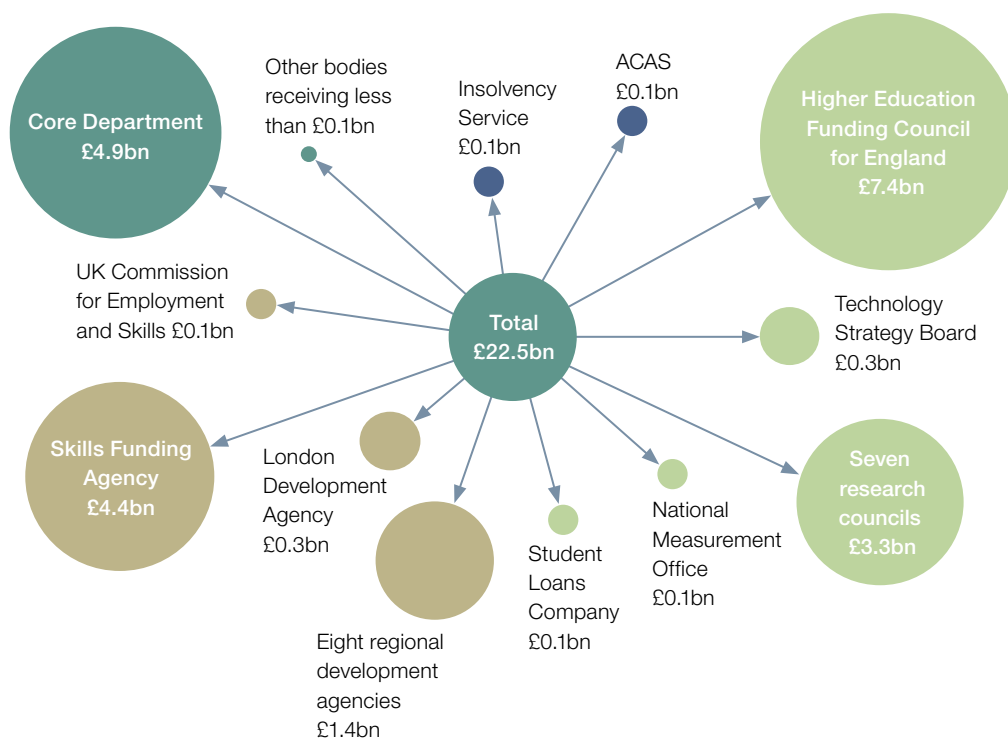 Core Department
£4.9bn
Other bodies
receiving less
than £0.1bn
Insolvency
Service
£0.1bn
ACAS
£0.1bn
Higher Education
Funding Council
for England
£7.4bn
UK Commission
for Employment
and Skills £0.1bn
Total
£22.5bn
Technology
Strategy Board
£0.3bn
Skills Funding
Agency
£4.4bn
London
Development
Agency
£0.3bn
Eight regional
development
agencies
£1.4bn
Student
Loans
Company
£0.1bn
National
Measurement
Office
£0.1bn
Seven
research
councils
£3.3bn